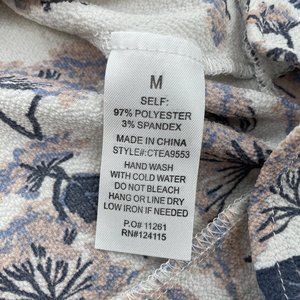 M
SELF:
97% POLYESTER
3% SPANDEX
MADE IN CHINA
STYLE#:CTEA9553
HAND WASH
WITH COLD WATER
DO NOT BLEACH
HANG OR LINE DRY
LOW IRON IF NEEDED
P.O# 11261
RN#124115